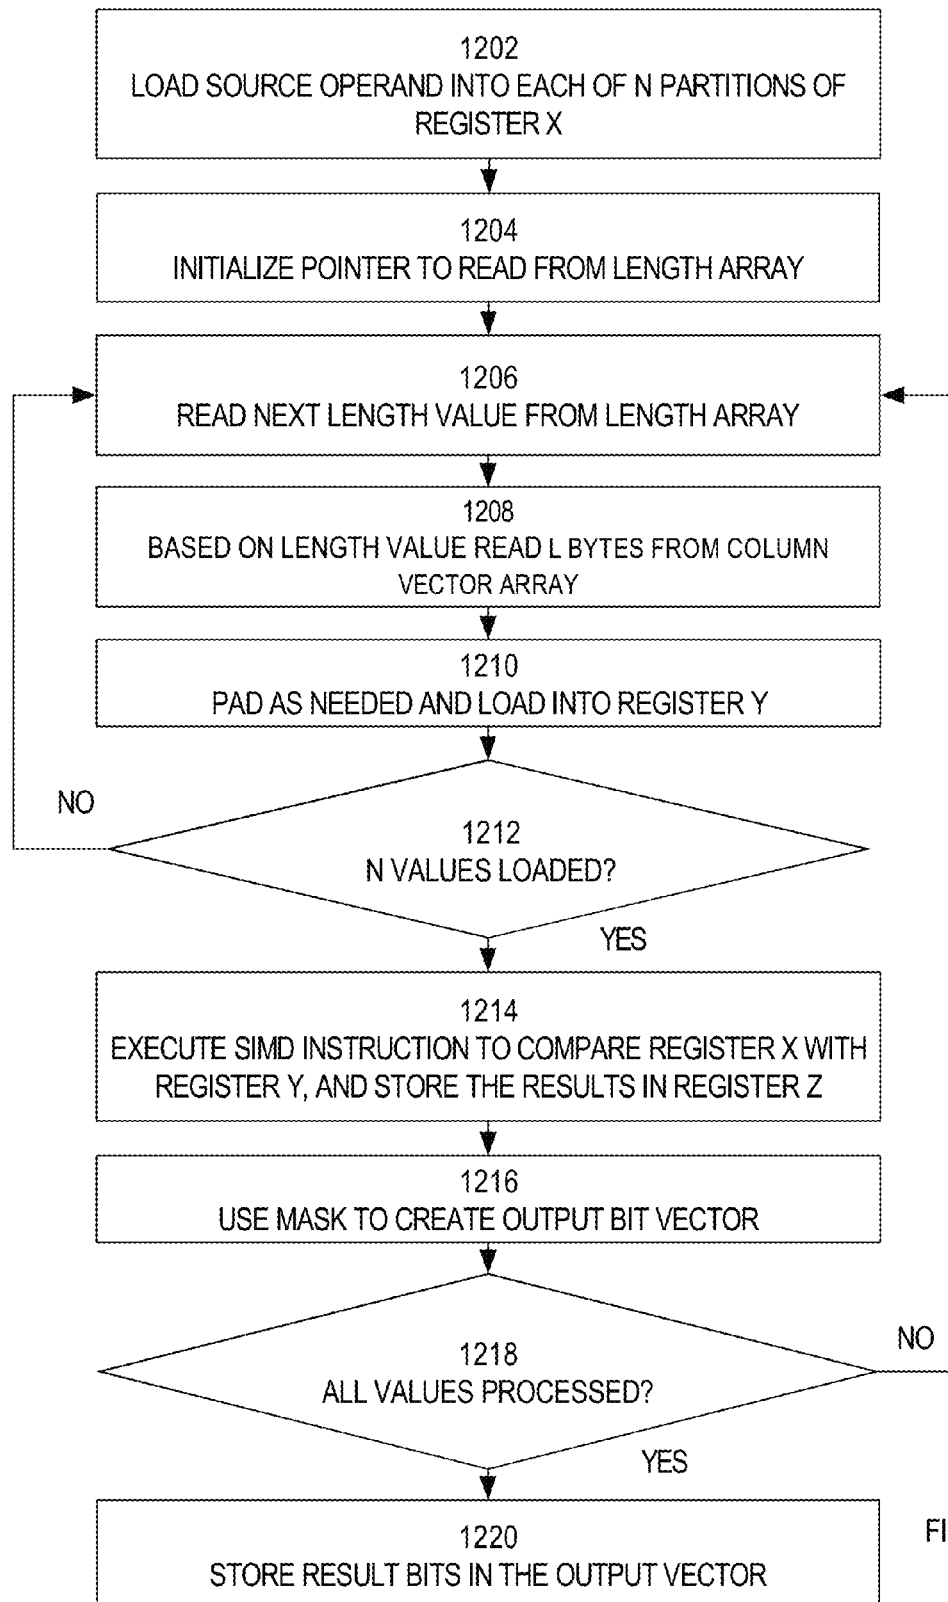 1202
LOAD SOURCE OPERAND INTO EACH OF N PARTITIONS OF
REGISTER X
1204
INITIALIZE POINTER TO READ FROM LENGTH ARRAY
1206
READ NEXT LENGTH VALUE FROM LENGTH ARRAY
1208
BASED ON LENGTH VALUE READ L BYTES FROM COLUMN
VECTOR ARRAY
1210
PAD AS NEEDED AND LOAD INTO REGISTER Y
NO
1212
N VALUES LOADED?
YES
1214
EXECUTE SIMD INSTRUCTION TO COMPARE REGISTER X WITH
REGISTER Y, AND STORE THE RESULTS IN REGISTER Z
1216
USE MASK TO CREATE OUTPUT BIT VECTOR
NO
1218
ALL VALUES PROCESSED?
YES
1220
STORE RESULT BITS IN THE OUTPUT VECTOR
FI